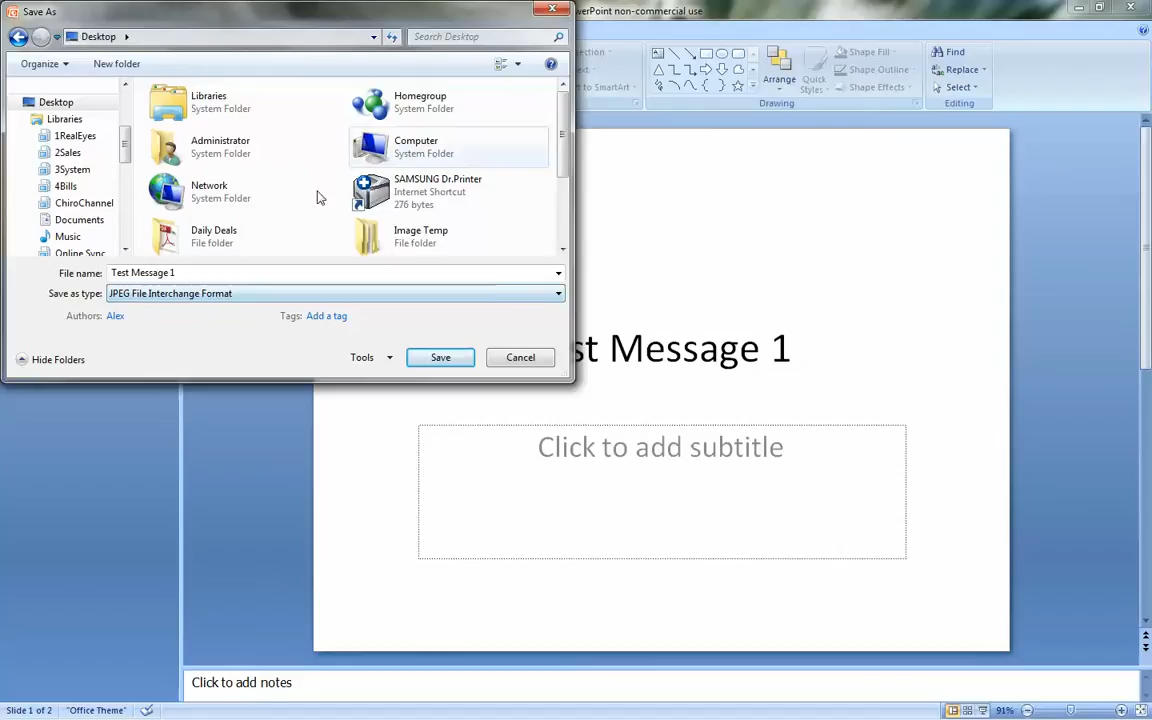 Save As
PowerPoint non-commercial use
Desktop
Search Desktop
Organize
New folder
Desktop
Libraries
1RealEyes
2Sales
3System
4Bills
ChiroChannel
Documents
Music
Online Sync
Libraries
System Folder
Homegroup
System Folder
Administrator
System Folder
Computer
System Folder
Network
System Folder
SAMSUNG Dr.Printer
Internet Shortcut
276 bytes
Daily Deals
File folder
Image Temp
File folder
File name: Test Message 1
Save as type: JPEG File Interchange Format
Authors: Alex
Tags: Add a tag
Hide Folders
Tools
Save
Cancel
Arrange
Quick
Styles
Shape Fill
Shape Outline
Shape Effects
Drawing
Find
Replace
Select
Editing
to SmartArt
st Message 1
Click to add subtitle
Click to add notes
Slide 1 of 2
"Office Theme"
91%